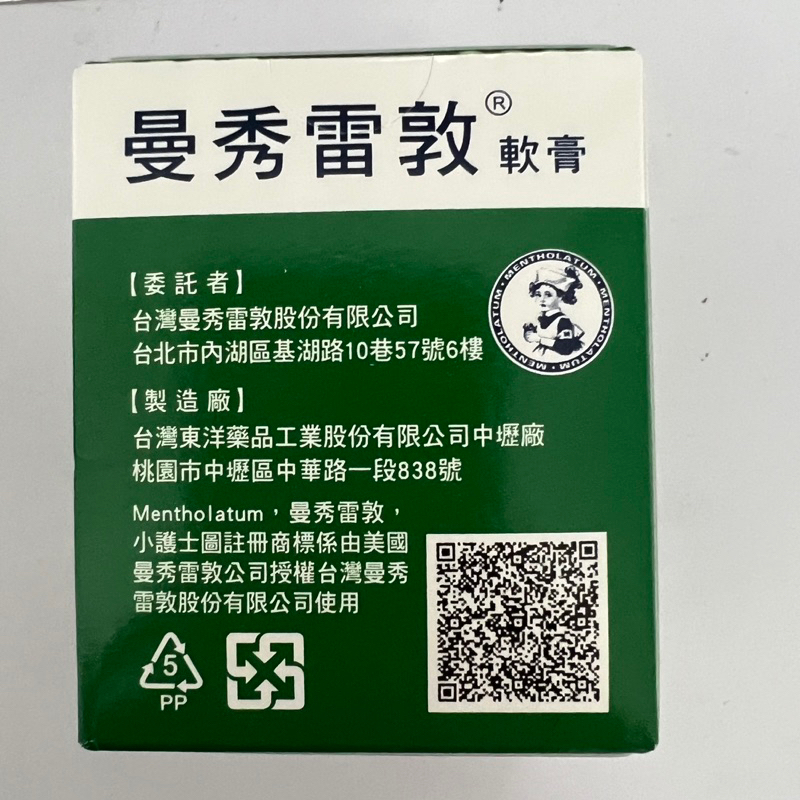 曼秀雷敦® 軟膏
【委託者】
台灣曼秀雷敦股份有限公司
台北市內湖區基湖路10巷57號6樓
MENTHOLATUM · MENTHOLATUM · MENTHOLATUM ·
【製造廠】
台灣東洋藥品工業股份有限公司中壢廠
桃園市中壢區中華路一段838號
Mentholatum，曼秀雷敦，
小護士圖註冊商標係由美國
曼秀雷敦公司授權台灣曼秀
雷敦股份有限公司使用
5
PP